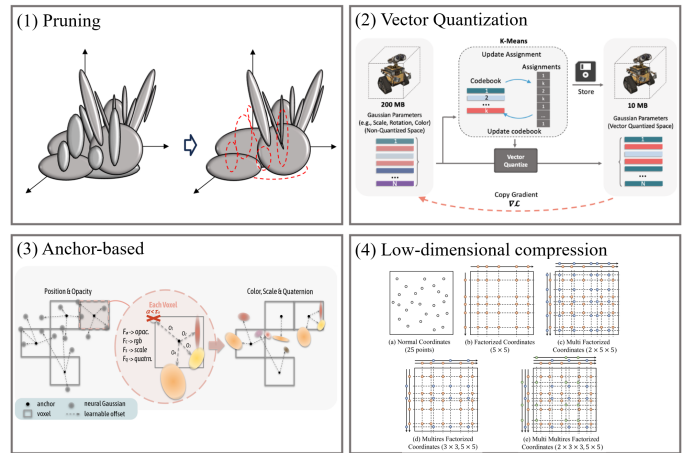 (1) Pruning
(2) Vector Quantization
K-Means
Update Assignment
Assignments
Codebook
1
2
...
k
Update codebook
Store
200 MB
Gaussian Parameters
(e.g., Scale, Rotation, Color)
(Non-Quantized Space)
10 MB
Gaussian Parameters
(Vector Quantized Space)
Vector
Quantize
1
...
N
1
...
N
Copy Gradient
∇ℒ
(3) Anchor-based
Position & Opacity
Each Voxel
Color, Scale & Quaternion
anchor
neural Gaussian
voxel
learnable offset
(4) Low-dimensional compression
(a) Normal Coordinates
(25 points)
(b) Factorized Coordinates
(5 × 5)
(c) Multi Factorized
Coordinates (2 × 5 × 5)
(d) Multires Factorized
Coordinates (3 × 3, 5 × 5)
(e) Multi Multires Factorized
Coordinates (2 × 3 × 3, 5 × 5)